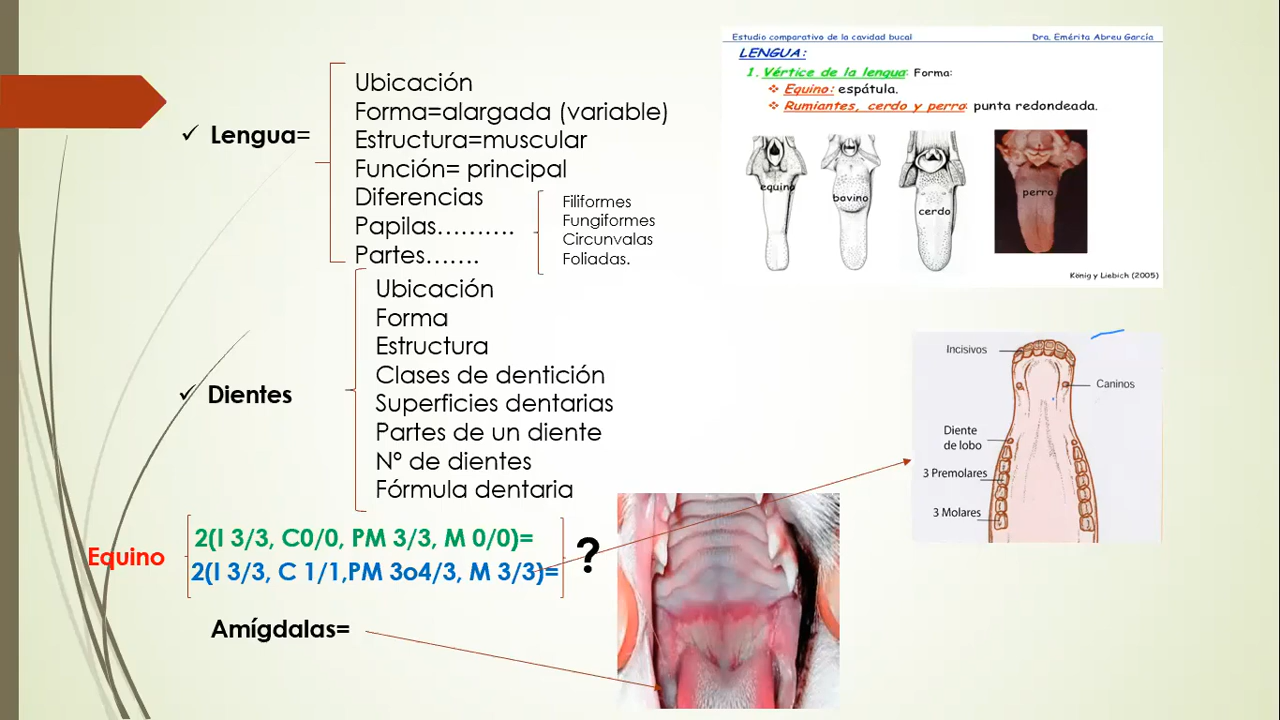 ✓ Lengua=
Ubicación
Forma=alargada (variable)
Estructura=muscular
Función= principal
Diferencias
Papilas……….
Partes…….
Filiformes
Fungiformes
Circunvalas
Foliadas.
✓ Dientes
Ubicación
Forma
Estructura
Clases de dentición
Superficies dentarias
Partes de un diente
Nº de dientes
Fórmula dentaria
Equino
2(I 3/3, C0/0, PM 3/3, M 0/0)=
2(I 3/3, C 1/1,PM 3o4/3, M 3/3)=
?
Amígdalas=
Estudio comparativo de la cavidad bucal Dra. Emérita Abreu García
LENGUA:
1. Vértice de la lengua: Forma:
❖ Equino: espátula.
❖ Rumiantes, cerdo y perro: punta redondeada.
equino
bovino
cerdo
perro
König y Liebich (2005)
Incisivos
Caninos
Diente
de lobo
3 Premolares
3 Molares